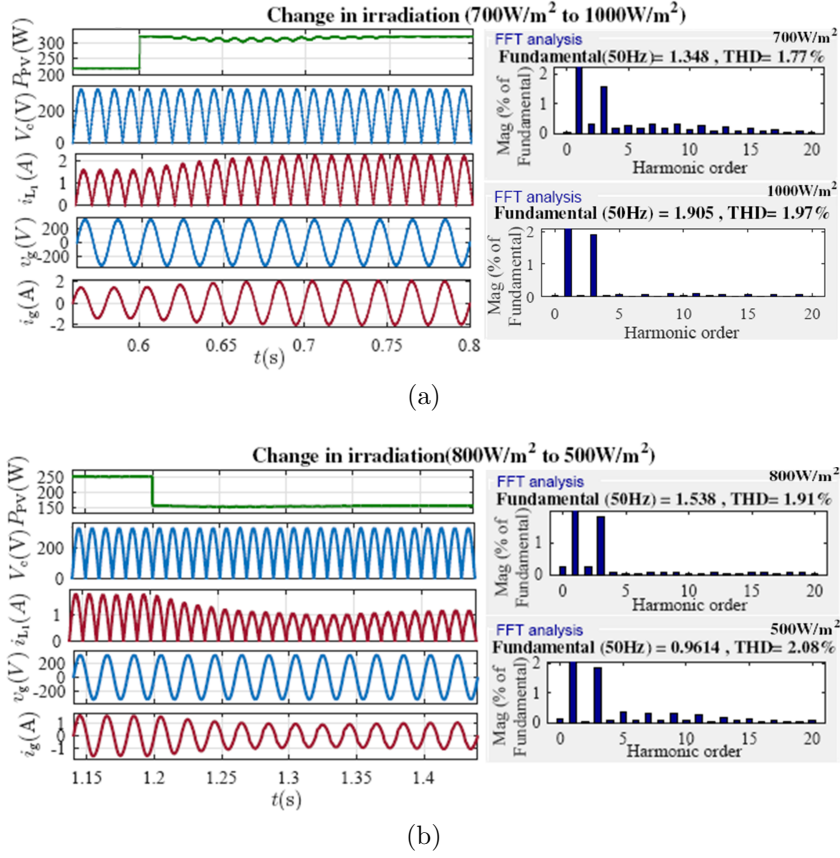 Change in irradiation (700W/m² to 1000W/m²)
P_PV(W)
300
250
200
V_c(V)
200
0
i_L1(A)
2
1
0
v_g(V)
200
0
-200
i_g(A)
2
0
-2
0.6
0.65
0.7
0.75
0.8
t(s)
700W/m²
FFT analysis
Fundamental(50Hz)= 1.348 , THD= 1.77%
Mag (% of
Fundamental)
2
1
0
0
5
10
15
20
Harmonic order
1000W/m²
FFT analysis
Fundamental (50Hz) = 1.905 , THD= 1.97%
Mag (% of
Fundamental)
2
1
0
0
5
10
15
20
Harmonic order
(a)
Change in irradiation(800W/m² to 500W/m²)
P_PV(W)
250
200
150
V_c(V)
200
0
i_L1(A)
1
0
v_g(V)
200
0
-200
i_g(A)
1
0
-1
1.15
1.2
1.25
1.3
1.35
1.4
t(s)
800W/m²
FFT analysis
Fundamental (50Hz) = 1.538 , THD= 1.91%
Mag (% of
Fundamental)
1
0
0
5
10
15
20
Harmonic order
500W/m²
FFT analysis
Fundamental (50Hz) = 0.9614 , THD= 2.08%
Mag (% of
Fundamental)
2
1
0
0
5
10
15
20
Harmonic order
(b)